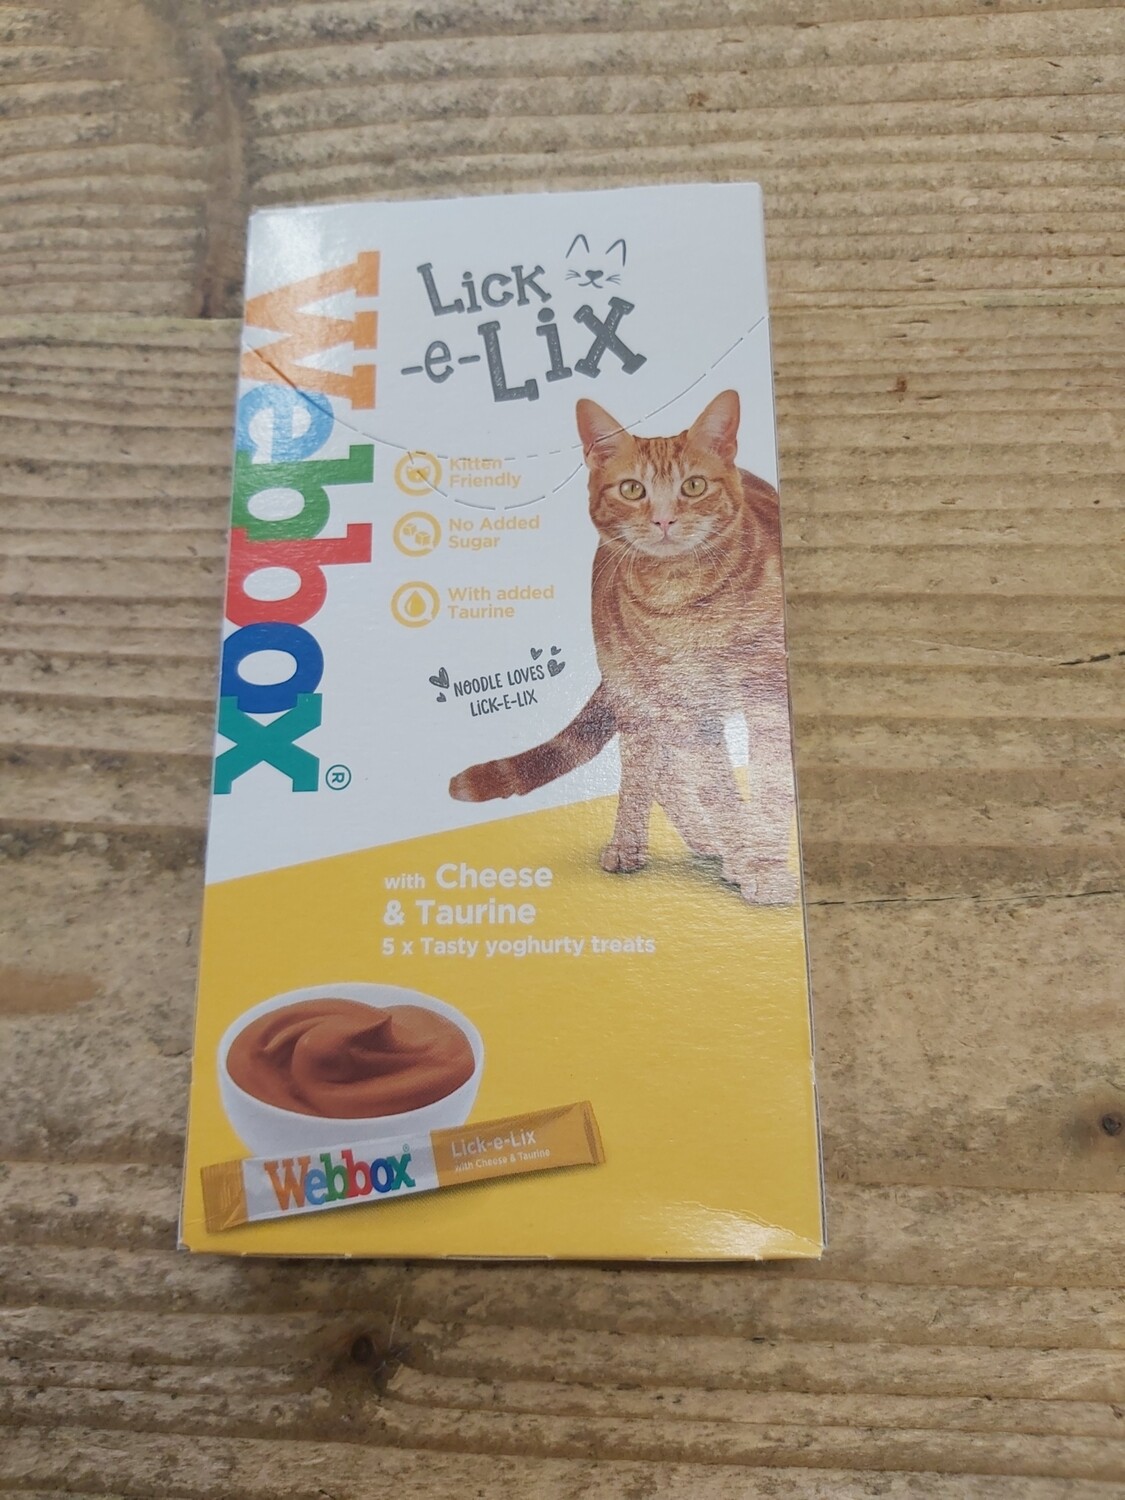 Webbox®
Lick
-e-Lix
Kitten
Friendly
No Added
Sugar
With added
Taurine
NOODLE LOVES
LICK-E-LIX
with Cheese
& Taurine
5 x Tasty yoghurty treats
Webbox®
Lick-e-Lix
with Cheese & Taurine